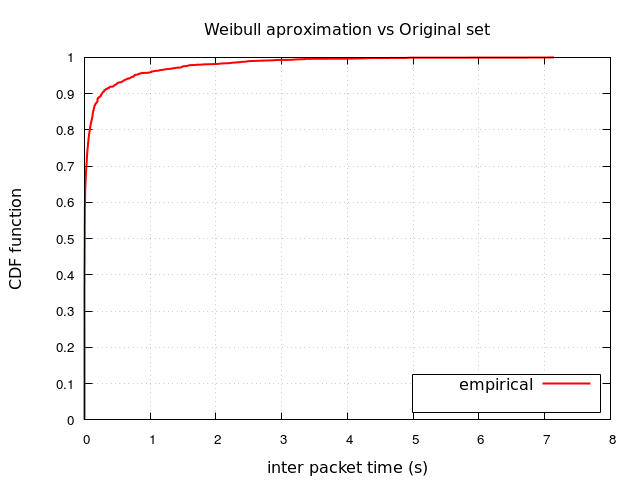 Weibull aproximation vs Original set
1
0.9
0.8
0.7
0.6
0.5
0.4
0.3
0.2
0.1
0
CDF function
empirical
0 1 2 3 4 5 6 7 8
inter packet time (s)